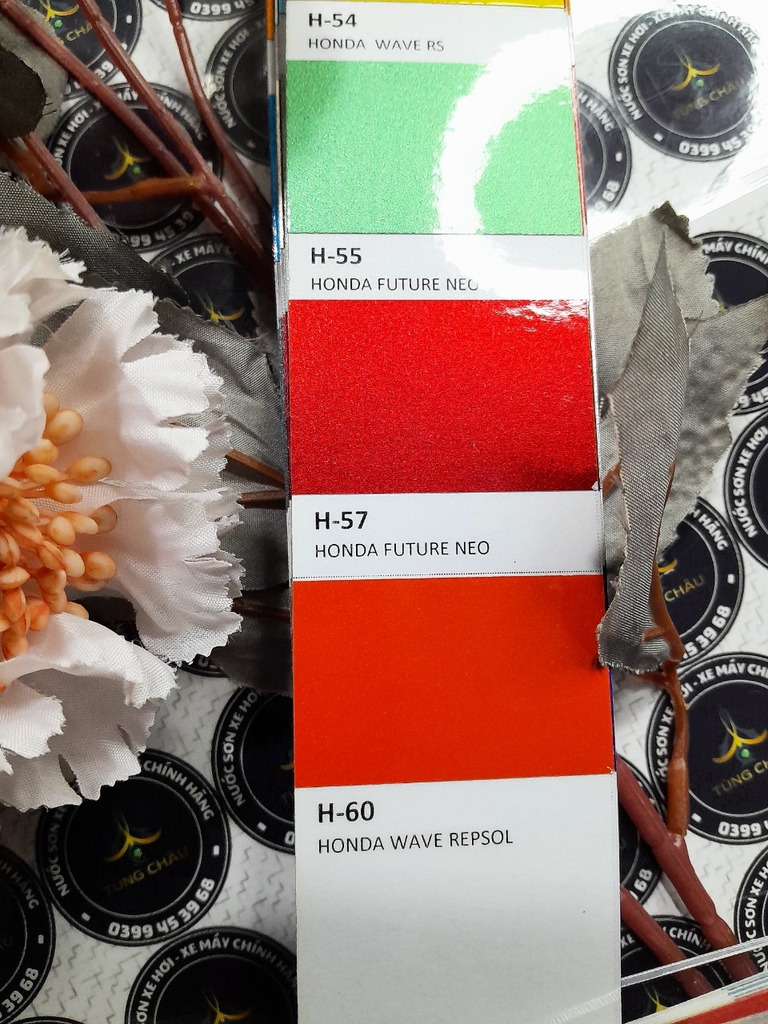 H-54
HONDA WAVE RS
H-55
HONDA FUTURE NEO
H-57
HONDA FUTURE NEO
H-60
HONDA WAVE REPSOL
NƯỚC SƠN XE HƠI - XE MÁY CHÍNH HÃNG
TÙNG CHÂU
0399 45 39 68